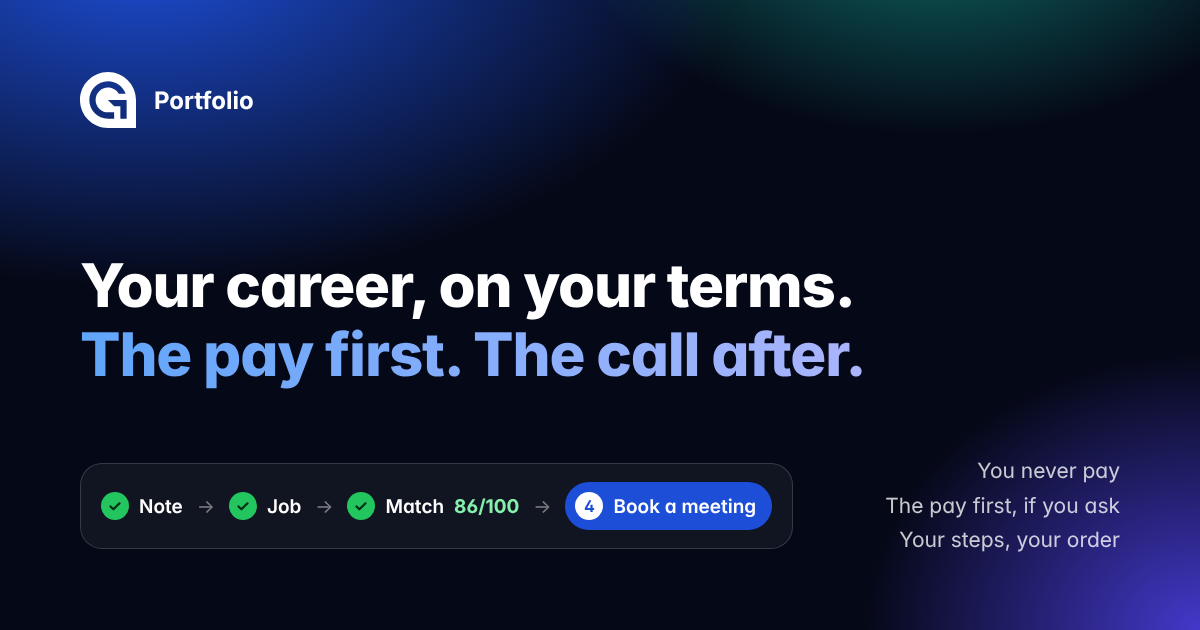 Portfolio
Your career, on your terms.
The pay first. The call after.
Note → Job → Match 86/100 → 4 Book a meeting
You never pay
The pay first, if you ask
Your steps, your order